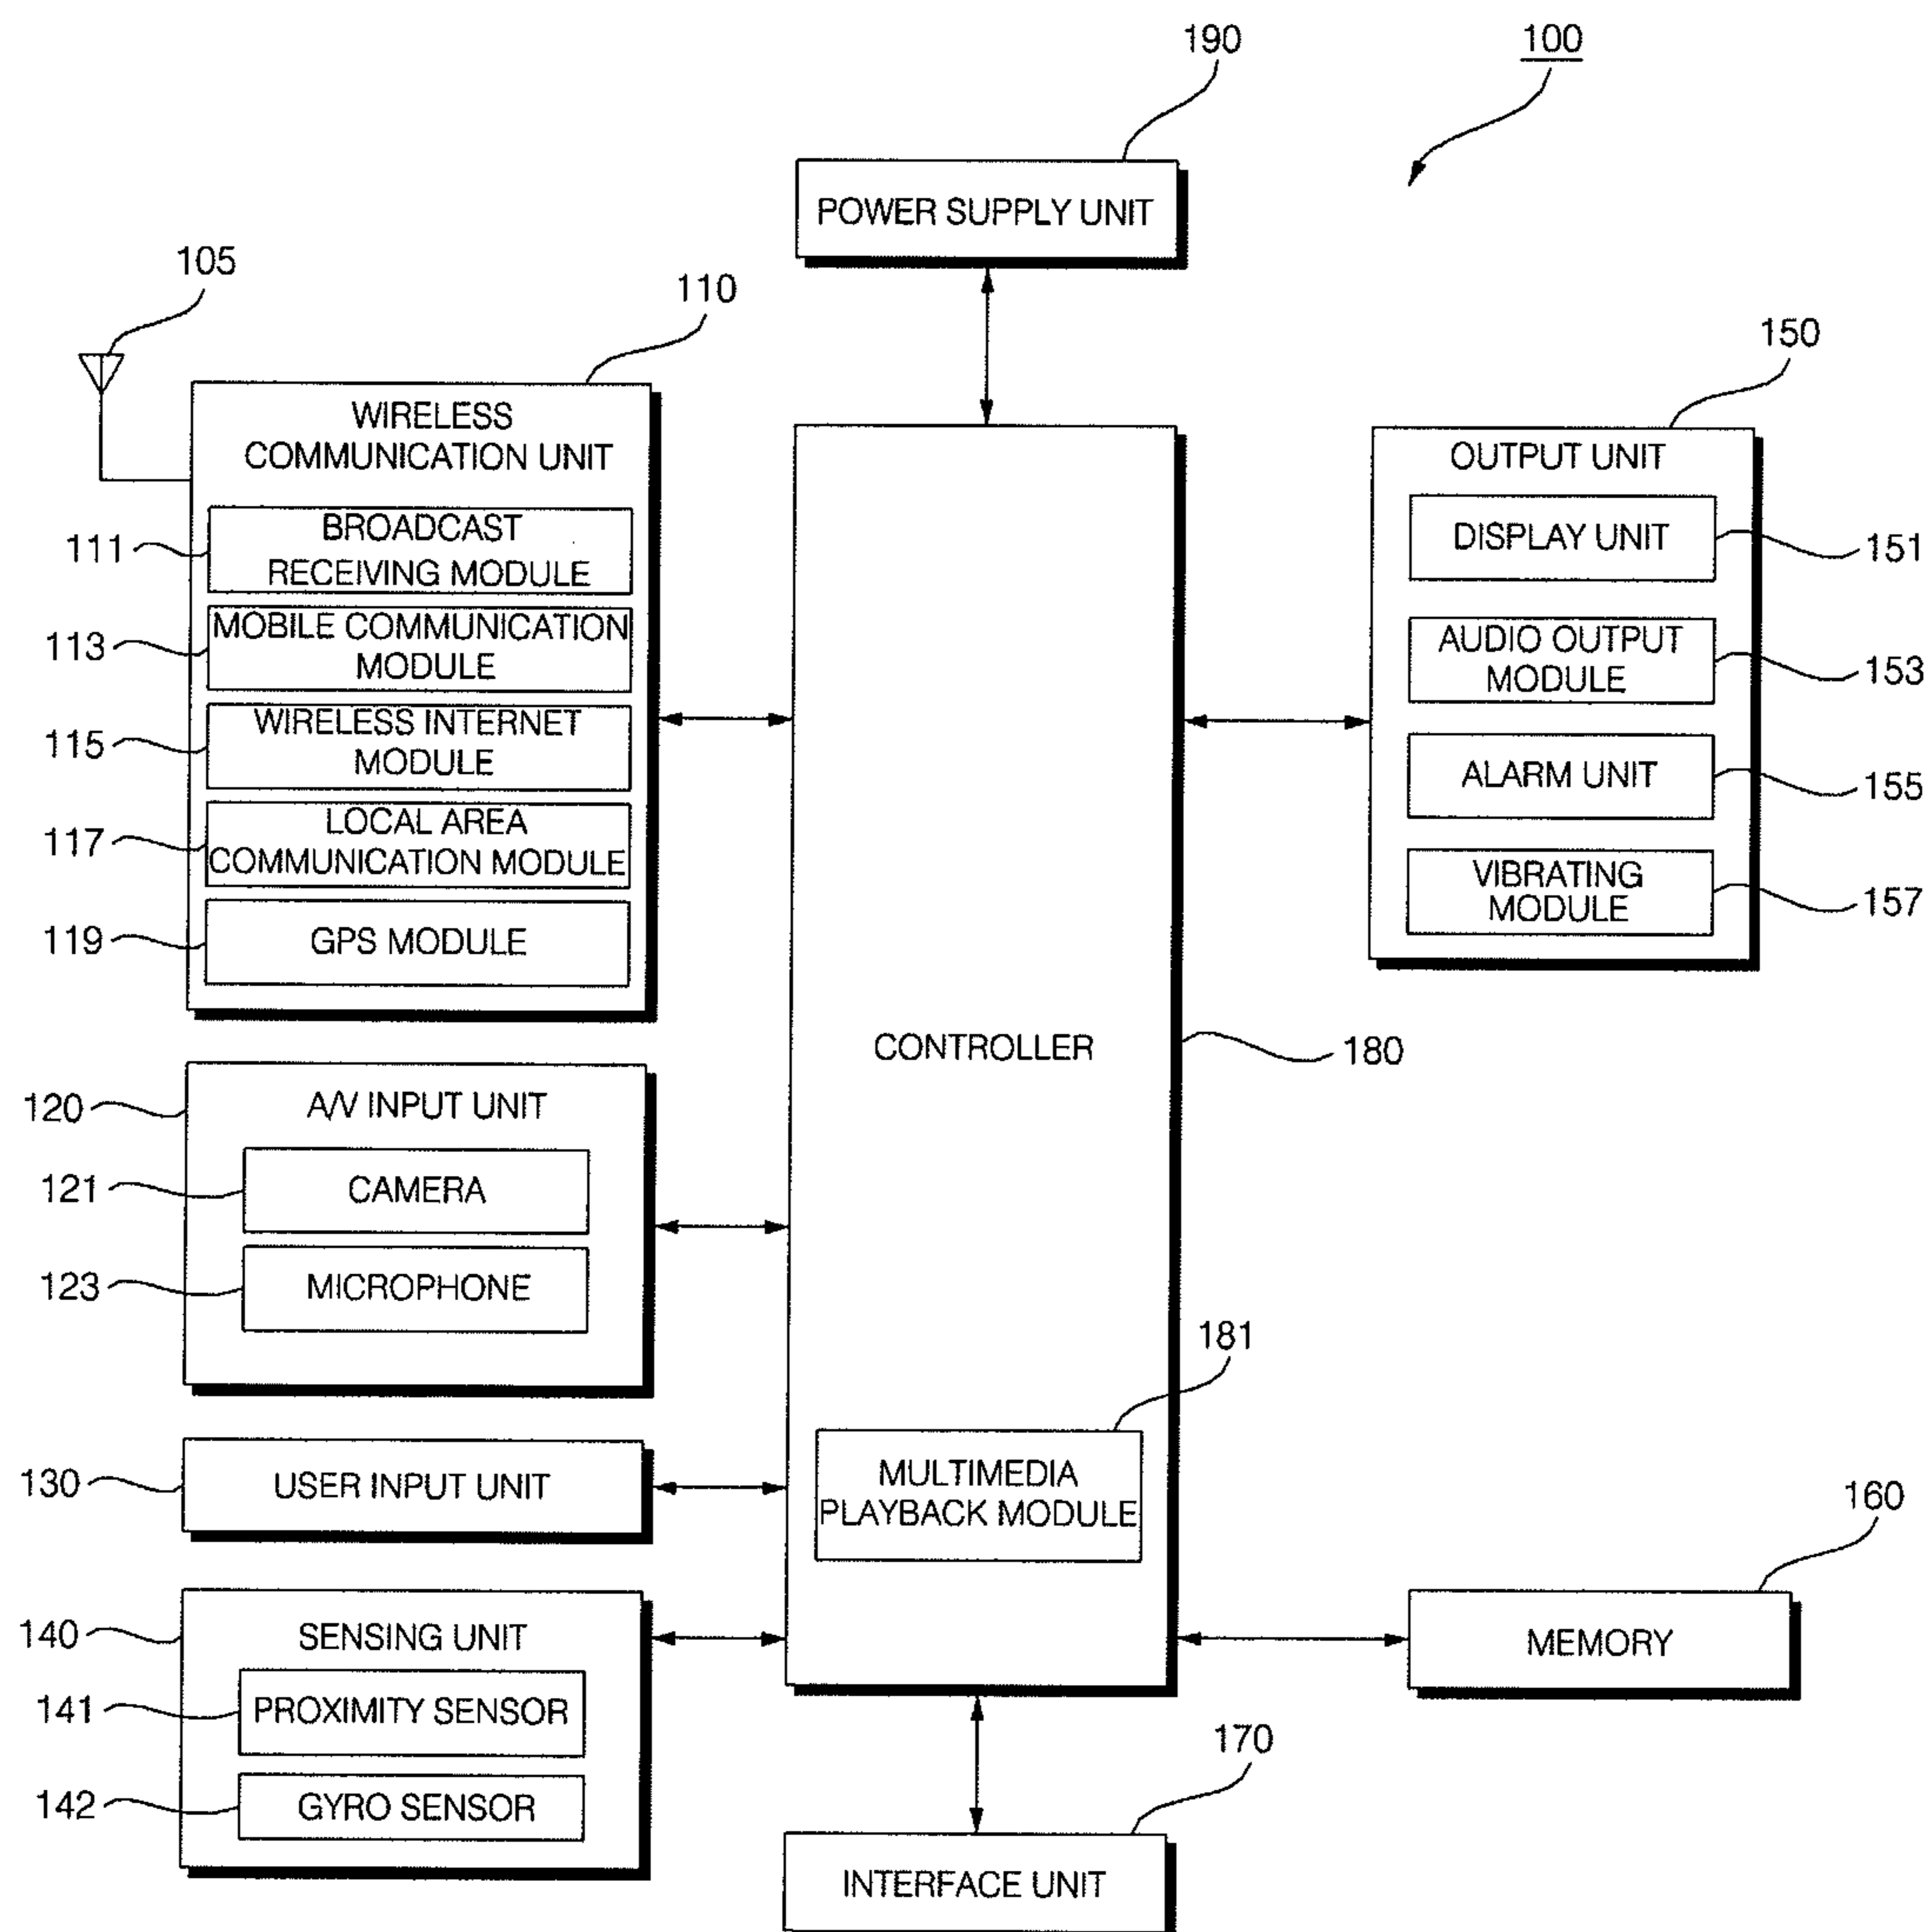 190
100
POWER SUPPLY UNIT
105
110
150
WIRELESS
COMMUNICATION UNIT
111
BROADCAST
RECEIVING MODULE
113
MOBILE COMMUNICATION
MODULE
115
WIRELESS INTERNET
MODULE
117
LOCAL AREA
COMMUNICATION MODULE
119
GPS MODULE
OUTPUT UNIT
DISPLAY UNIT
151
AUDIO OUTPUT
MODULE
153
ALARM UNIT
155
VIBRATING
MODULE
157
CONTROLLER
180
120
A/V INPUT UNIT
121
CAMERA
123
MICROPHONE
181
MULTIMEDIA
PLAYBACK MODULE
130
USER INPUT UNIT
160
MEMORY
140
SENSING UNIT
141
PROXIMITY SENSOR
142
GYRO SENSOR
170
INTERFACE UNIT